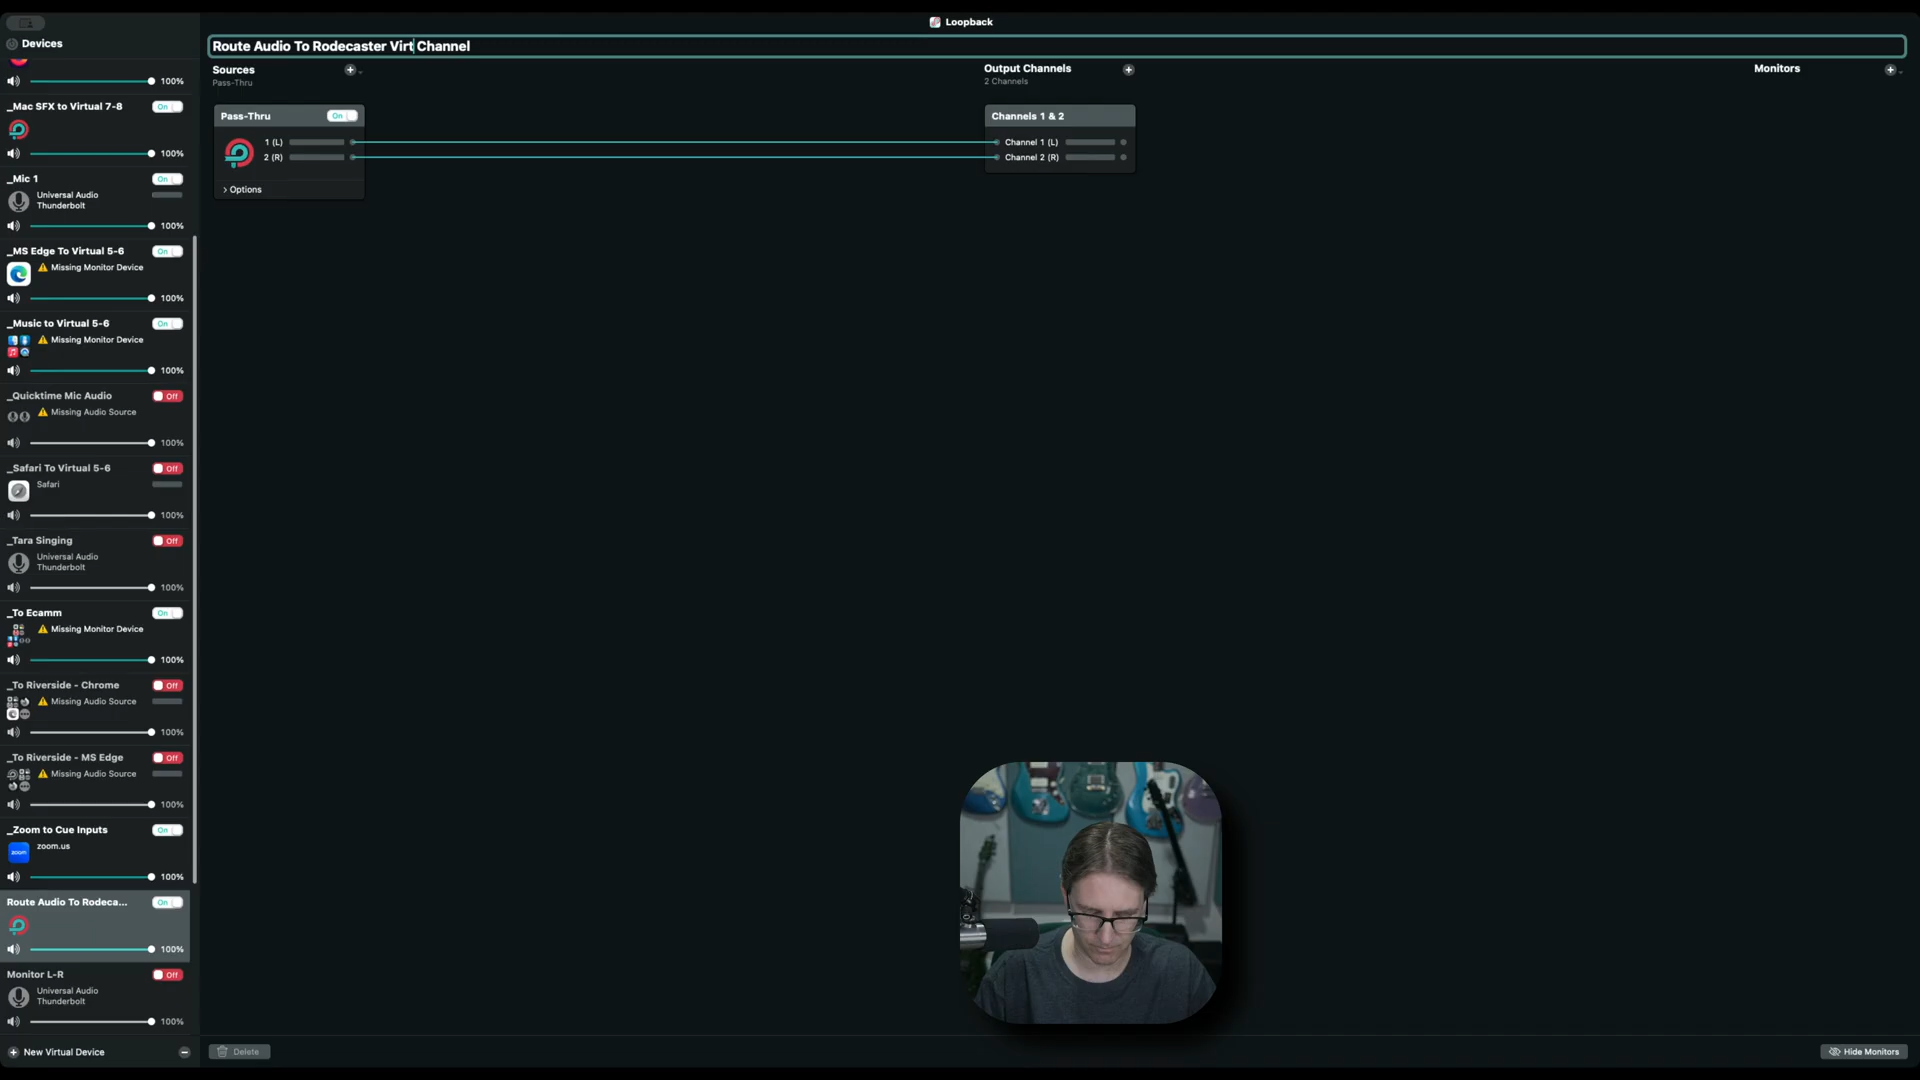 Loopback
Devices
Route Audio To Rodecaster Virt Channel
Sources
Pass-Thru
Output Channels
2 Channels
Monitors
100%
_Mac SFX to Virtual 7-8
On
100%
_Mic 1
On
Universal Audio
Thunderbolt
100%
_MS Edge To Virtual 5-6
On
Missing Monitor Device
100%
_Music to Virtual 5-6
On
Missing Monitor Device
100%
_Quicktime Mic Audio
Off
Missing Audio Source
100%
_Safari To Virtual 5-6
Off
Safari
100%
_Tara Singing
Off
Universal Audio
Thunderbolt
100%
_To Ecamm
On
Missing Monitor Device
100%
_To Riverside - Chrome
Off
Missing Audio Source
100%
_To Riverside - MS Edge
Off
Missing Audio Source
100%
_Zoom to Cue Inputs
On
zoom
zoom.us
100%
Route Audio To Rodeca...
On
100%
Monitor L-R
Off
Universal Audio
Thunderbolt
100%
New Virtual Device
Pass-Thru
On
1 (L)
2 (R)
Options
Channels 1 & 2
Channel 1 (L)
Channel 2 (R)
Delete
Hide Monitors